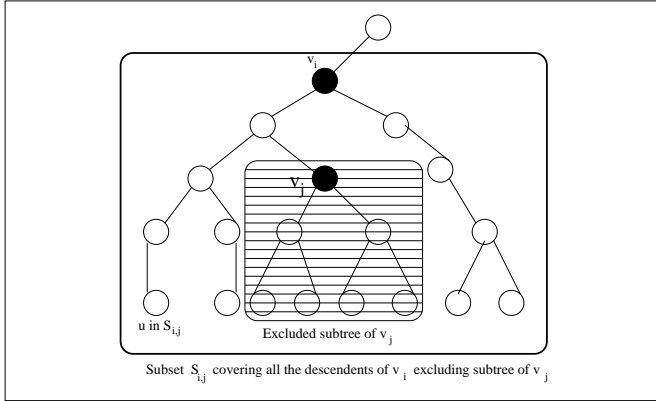 v_i
v_j
u in S_{i,j}
Excluded subtree of v_j
Subset S_{i,j} covering all the descendents of v_i excluding subtree of v_j